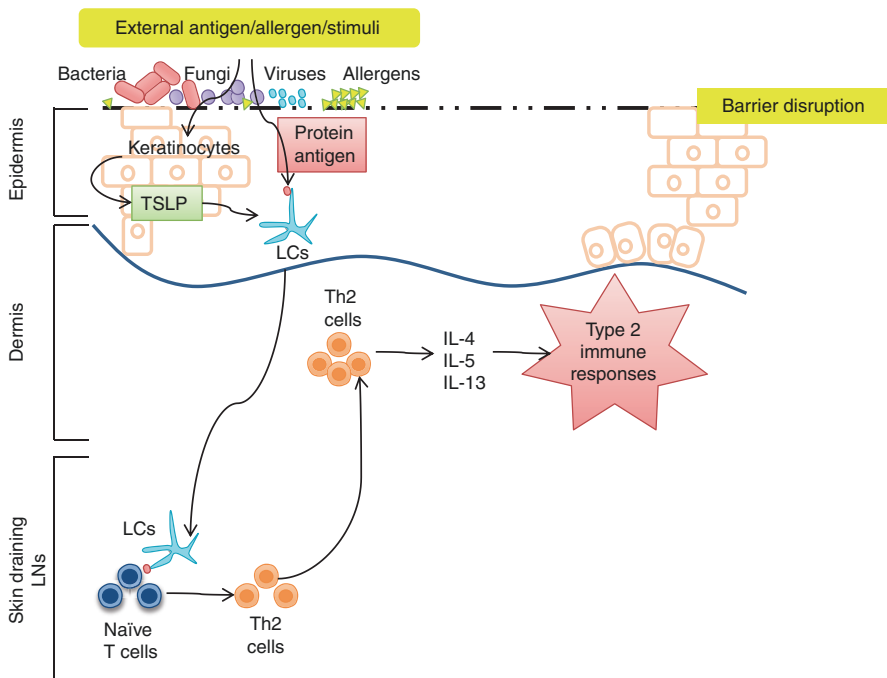 External antigen/allergen/stimuli
Bacteria
Fungi
Viruses
Allergens
Barrier disruption
Epidermis
Keratinocytes
Protein
antigen
TSLP
LCs
Dermis
Th2
cells
IL-4
IL-5
IL-13
Type 2
immune
responses
Skin draining
LNs
LCs
Naïve
T cells
Th2
cells